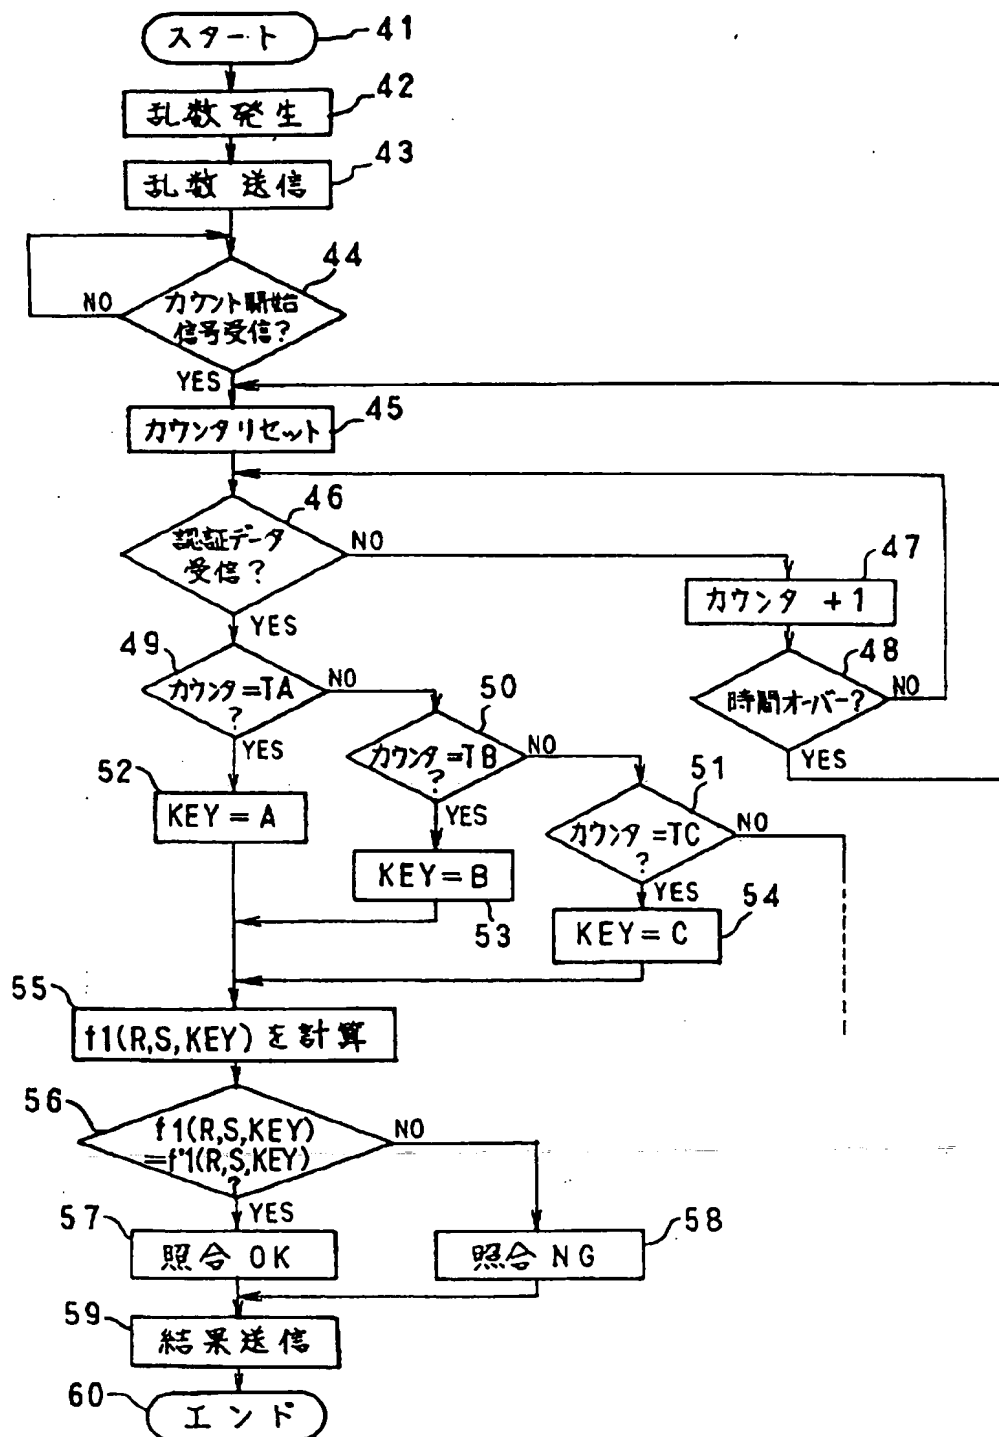 スタート
41
乱数発生
42
乱数 送信
43
カウント開始
信号受信?
44
NO
YES
カウンタリセット
45
認証データ
受信?
46
NO
YES
カウンタ +1
47
時間オーバー?
48
NO
YES
カウンタ=TA
?
49
NO
YES
カウンタ=TB
?
50
NO
YES
カウンタ=TC
?
51
NO
YES
52
KEY=A
KEY=B
53
KEY=C
54
55
f1(R,S,KEY)を計算
56
f1(R,S,KEY)
=f'1(R,S,KEY)
?
NO
YES
57
照合 OK
照合 NG
58
59
結果送信
60
エンド